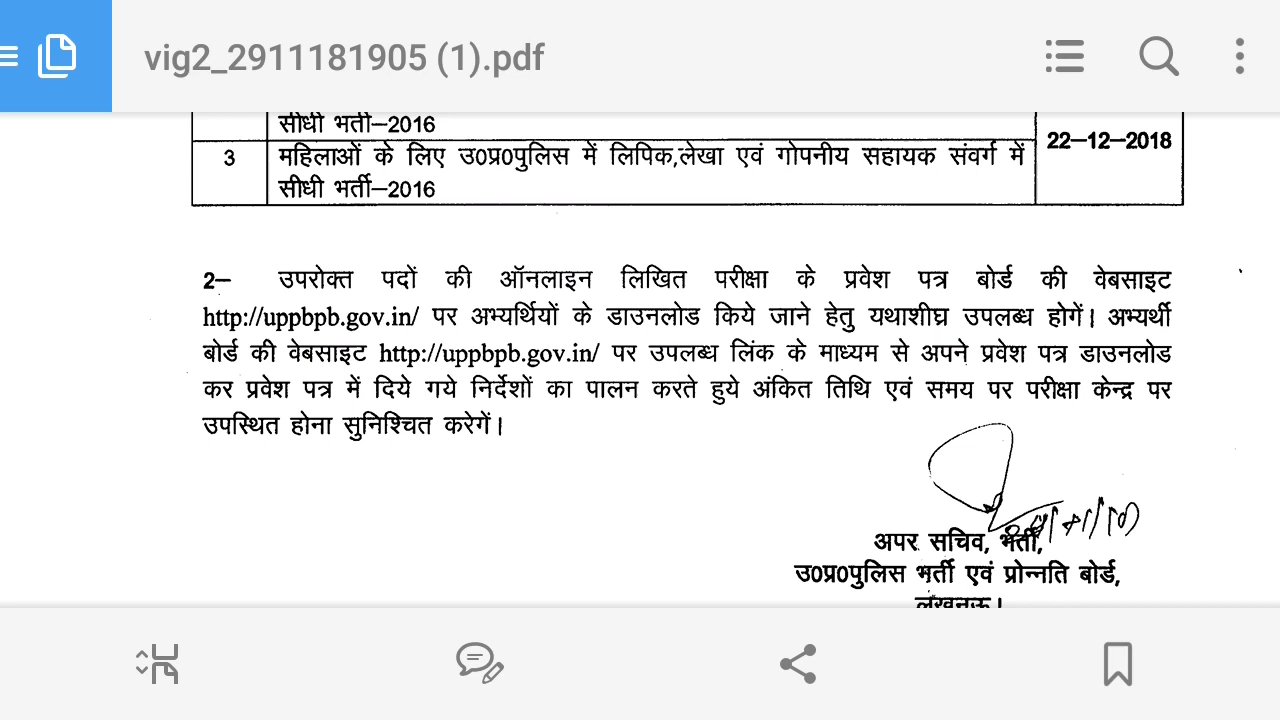 vig2_2911181905 (1).pdf
सीधी भर्ती–2016
22–12–2018
3 महिलाओं के लिए उ0प्र0पुलिस में लिपिक,लेखा एवं गोपनीय सहायक संवर्ग में
सीधी भर्ती–2016
2– उपरोक्त पदों की ऑनलाइन लिखित परीक्षा के प्रवेश पत्र बोर्ड की वेबसाइट
http://uppbpb.gov.in/ पर अभ्यर्थियों के डाउनलोड किये जाने हेतु यथाशीघ्र उपलब्ध होगें। अभ्यर्थी
बोर्ड की वेबसाइट http://uppbpb.gov.in/ पर उपलब्ध लिंक के माध्यम से अपने प्रवेश पत्र डाउनलोड
कर प्रवेश पत्र में दिये गये निर्देशों का पालन करते हुये अंकित तिथि एवं समय पर परीक्षा केन्द्र पर
उपस्थित होना सुनिश्चित करेगें।
अपर सचिव, भर्ती,
उ0प्र0पुलिस भर्ती एवं प्रोन्नति बोर्ड,
लखनऊ।